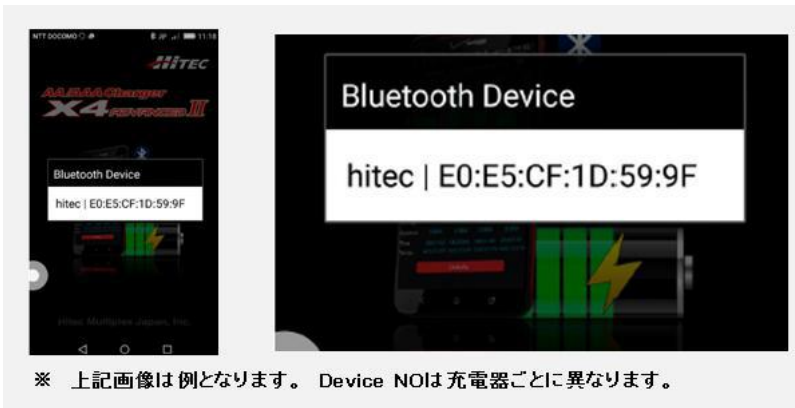 NTT DOCOMO
11:18
HiTEC
AA/AAA Charger
X4 ADVANCED II
Bluetooth Device
hitec | E0:E5:CF:1D:59:9F
Hitec Multiplex Japan, Inc.
Bluetooth Device
hitec | E0:E5:CF:1D:59:9F
※ 上記画像は例となります。 Device NOは充電器ごとに異なります。